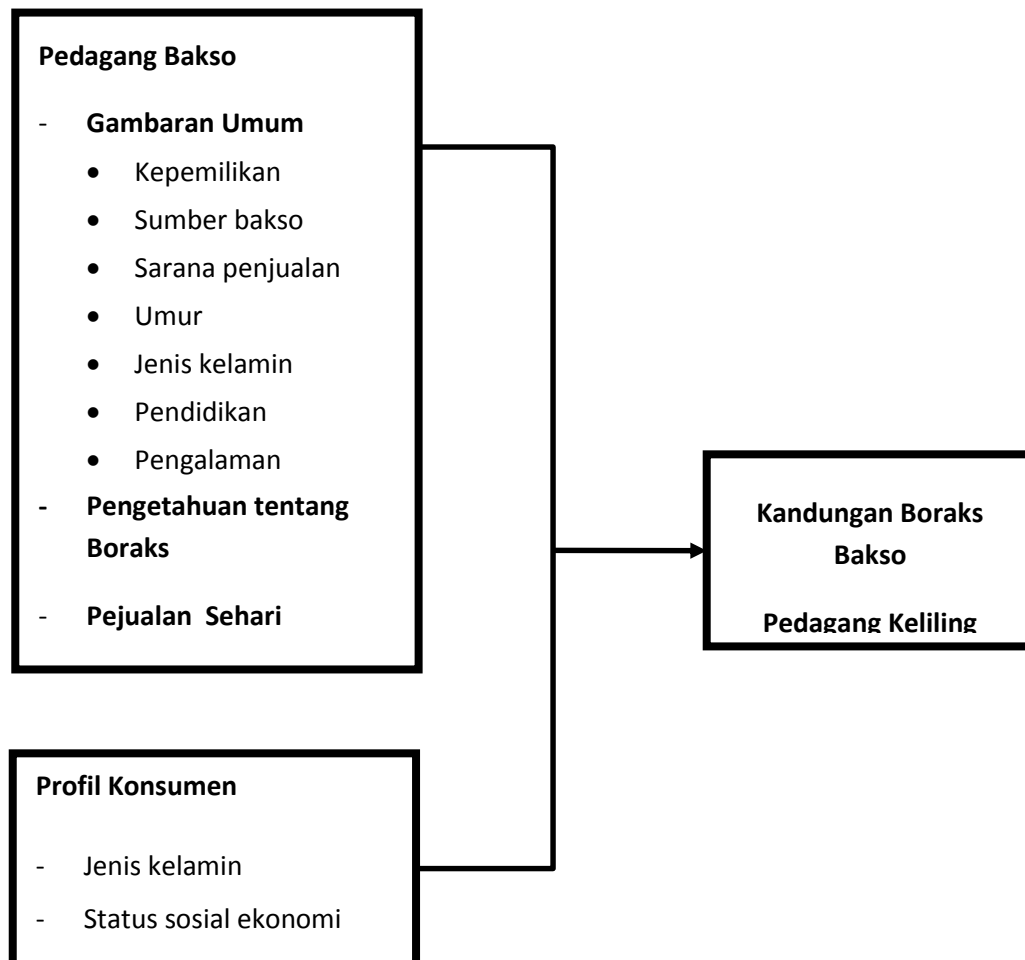 Pedagang Bakso
- Gambaran Umum
• Kepemilikan
• Sumber bakso
• Sarana penjualan
• Umur
• Jenis kelamin
• Pendidikan
• Pengalaman
- Pengetahuan tentang
Boraks
- Pejualan Sehari
Kandungan Boraks
Bakso
Pedagang Keliling
Profil Konsumen
- Jenis kelamin
- Status sosial ekonomi